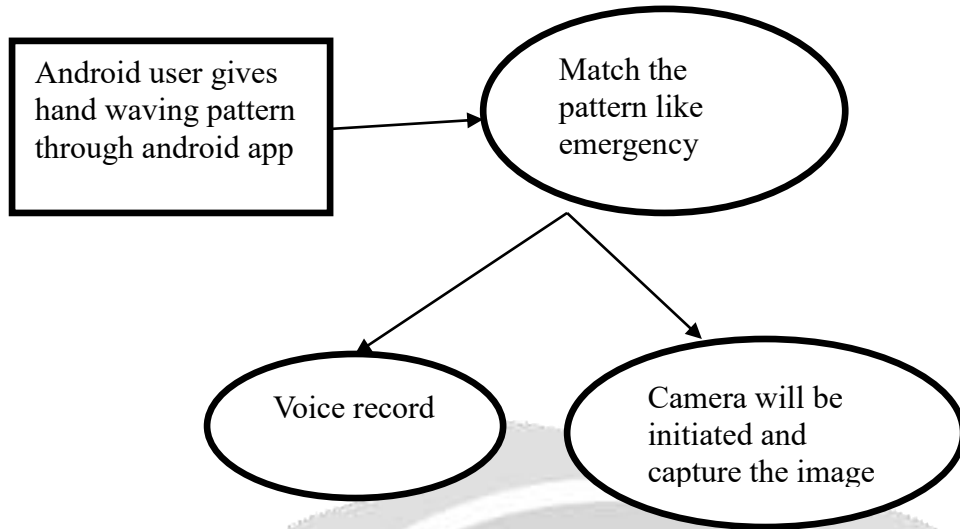 Android user gives
hand waving pattern
through android app
Match the
pattern like
emergency
Voice record
Camera will be
initiated and
capture the image